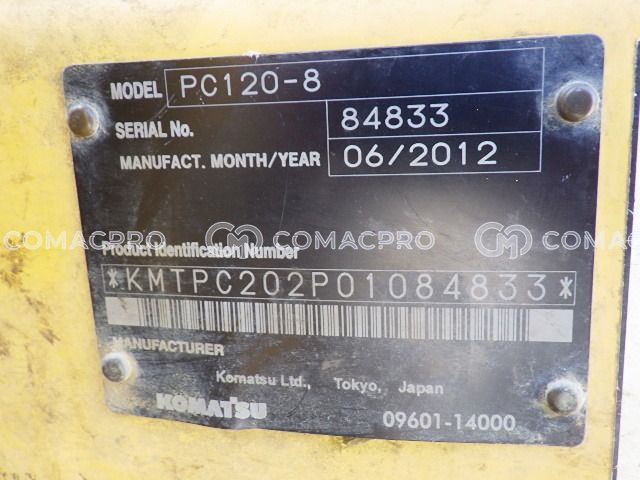 MODEL PC120-8
SERIAL No. 84833
MANUFACT. MONTH/YEAR 06/2012
COMACPRO COMACPRO
Product Identification Number
*KMTPC202P01084833*
MANUFACTURER
Komatsu Ltd., Tokyo, Japan
KOMATSU 09601-14000